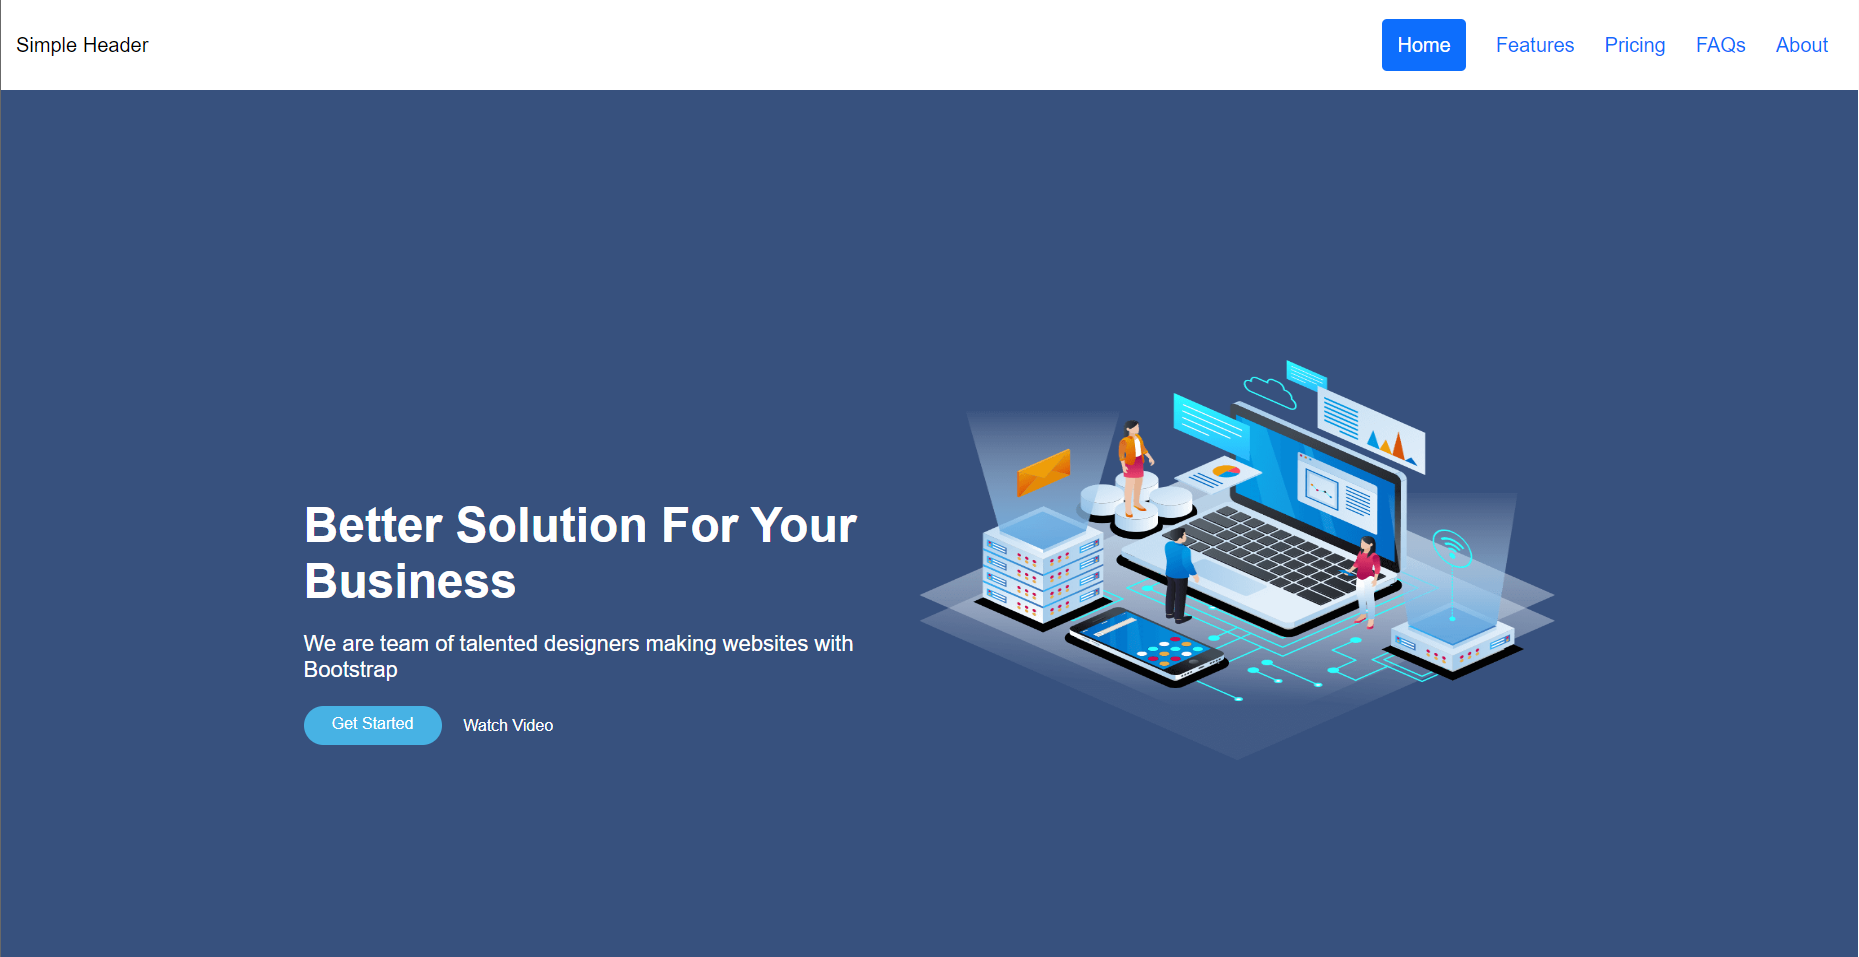 Simple Header
Home
Features
Pricing
FAQs
About
Better Solution For Your
Business
We are team of talented designers making websites with
Bootstrap
Get Started
Watch Video